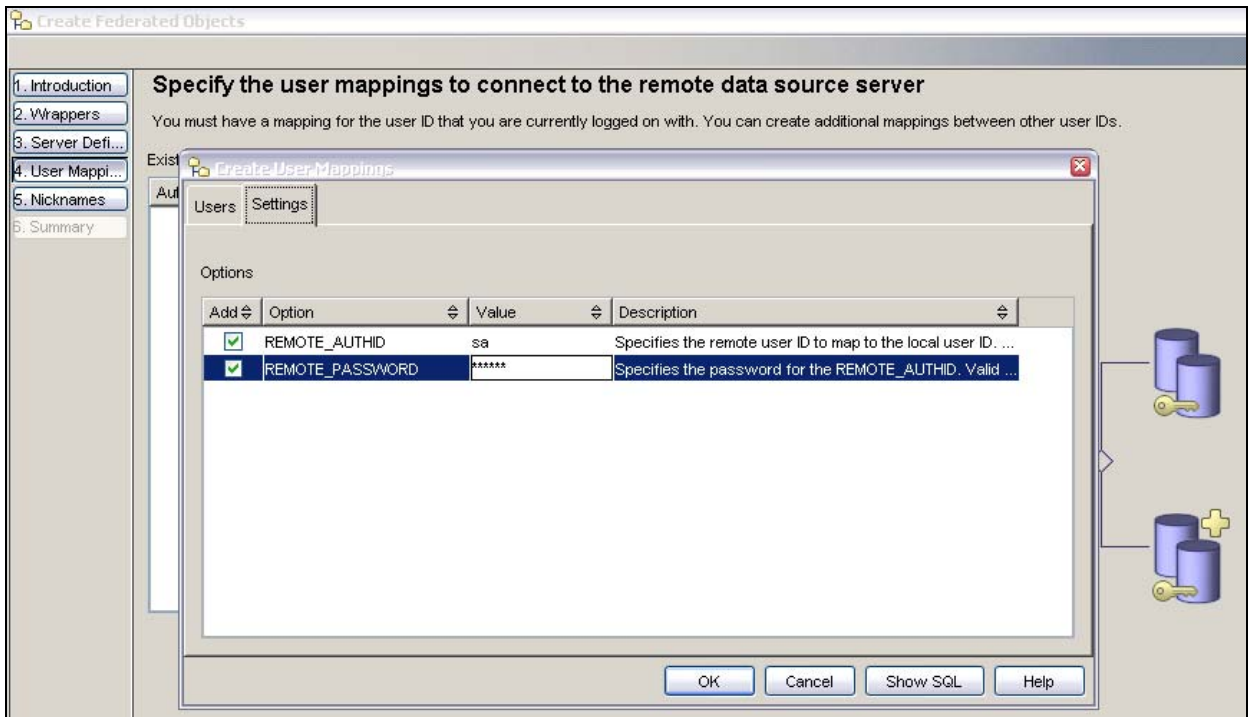 Create Federated Objects
1. Introduction
2. Wrappers
3. Server Defi...
4. User Mappi...
5. Nicknames
6. Summary
Specify the user mappings to connect to the remote data source server
You must have a mapping for the user ID that you are currently logged on with. You can create additional mappings between other user IDs.
Exist
Aut
Create User Mappings
Users Settings
Options
Add Option Value Description
REMOTE_AUTHID sa Specifies the remote user ID to map to the local user ID. ...
REMOTE_PASSWORD ****** Specifies the password for the REMOTE_AUTHID. Valid ...
OK Cancel Show SQL Help